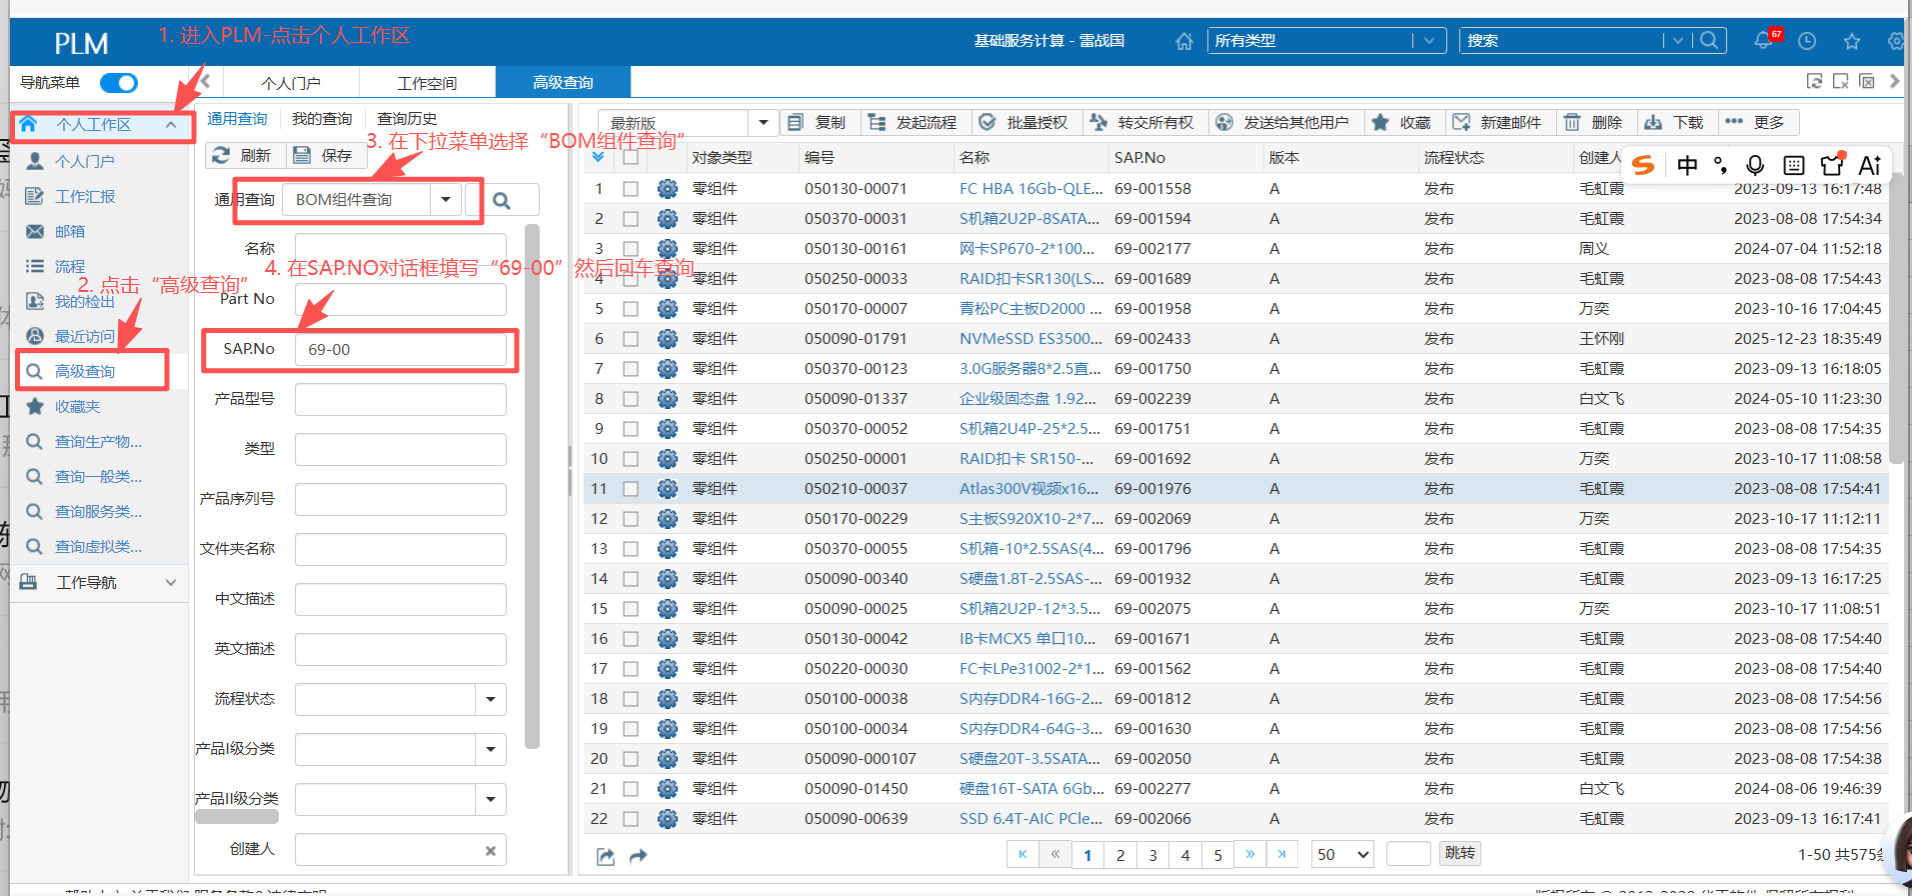 PLM
1. 进入PLM-点击个人工作区
基础服务计算 - 雷战国
所有类型
搜索
67
导航菜单
个人门户
工作空间
高级查询
个人工作区
个人门户
工作汇报
邮箱
流程
2. 点击“高级查询”
我的检出
最近访问
高级查询
收藏夹
查询生产物...
查询一般类...
查询服务类...
查询虚拟类...
工作导航
通用查询
我的查询
查询历史
刷新
保存
3. 在下拉菜单选择“BOM组件查询”
通用查询 BOM组件查询
名称
4. 在SAP.NO对话框填写“69-00”然后回车查询
Part No
SAP.No 69-00
产品型号
类型
产品序列号
文件夹名称
中文描述
英文描述
流程状态
产品I级分类
产品II级分类
创建人
最新版 复制 发起流程 批量授权 转交所有权 发送给其他用户 收藏 新建邮件 删除 下载 更多
对象类型 编号 名称 SAP.No 版本 流程状态 创建人
中 Ai
1 零组件 050130-00071 FC HBA 16Gb-QLE... 69-001558 A 发布 毛虹霞 2023-09-13 16:17:48
2 零组件 050370-00031 S机箱2U2P-8SATA... 69-001594 A 发布 毛虹霞 2023-08-08 17:54:34
3 零组件 050130-00161 网卡SP670-2*100... 69-002177 A 发布 周义 2024-07-04 11:52:18
4 零组件 050250-00033 RAID扣卡SR130(LS... 69-001689 A 发布 毛虹霞 2023-08-08 17:54:43
5 零组件 050170-00007 青松PC主板D2000 ... 69-001958 A 发布 万奕 2023-10-16 17:04:45
6 零组件 050090-01791 NVMeSSD ES3500... 69-002433 A 发布 王怀刚 2025-12-23 18:35:49
7 零组件 050370-00123 3.0G服务器8*2.5直... 69-001750 A 发布 毛虹霞 2023-09-13 16:18:05
8 零组件 050090-01337 企业级固态盘 1.92... 69-002239 A 发布 白文飞 2024-05-10 11:23:30
9 零组件 050370-00052 S机箱2U4P-25*2.5... 69-001751 A 发布 毛虹霞 2023-08-08 17:54:35
10 零组件 050250-00001 RAID扣卡 SR150-... 69-001692 A 发布 万奕 2023-10-17 11:08:58
11 零组件 050210-00037 Atlas300V视频x16... 69-001976 A 发布 毛虹霞 2023-08-08 17:54:41
12 零组件 050170-00229 S主板S920X10-2*7... 69-002069 A 发布 万奕 2023-10-17 11:12:11
13 零组件 050370-00055 S机箱-10*2.5SAS(4... 69-001796 A 发布 毛虹霞 2023-08-08 17:54:35
14 零组件 050090-00340 S硬盘1.8T-2.5SAS-... 69-001932 A 发布 毛虹霞 2023-09-13 16:17:25
15 零组件 050090-00025 S机箱2U2P-12*3.5... 69-002075 A 发布 万奕 2023-10-17 11:08:51
16 零组件 050130-00042 IB卡MCX5 单口10... 69-001671 A 发布 毛虹霞 2023-08-08 17:54:40
17 零组件 050220-00030 FC卡LPe31002-2*1... 69-001562 A 发布 毛虹霞 2023-08-08 17:54:40
18 零组件 050100-00038 S内存DDR4-16G-2... 69-001812 A 发布 毛虹霞 2023-08-08 17:54:56
19 零组件 050100-00034 S内存DDR4-64G-3... 69-001630 A 发布 毛虹霞 2023-08-08 17:54:56
20 零组件 050090-000107 S硬盘20T-3.5SATA... 69-002050 A 发布 毛虹霞 2023-08-08 17:54:38
21 零组件 050090-01450 硬盘16T-SATA 6Gb... 69-002277 A 发布 白文飞 2024-08-06 19:46:39
22 零组件 050090-00639 SSD 6.4T-AIC PCle... 69-002066 A 发布 毛虹霞 2023-09-13 16:17:41
1 2 3 4 5 50 跳转 1-50 共575